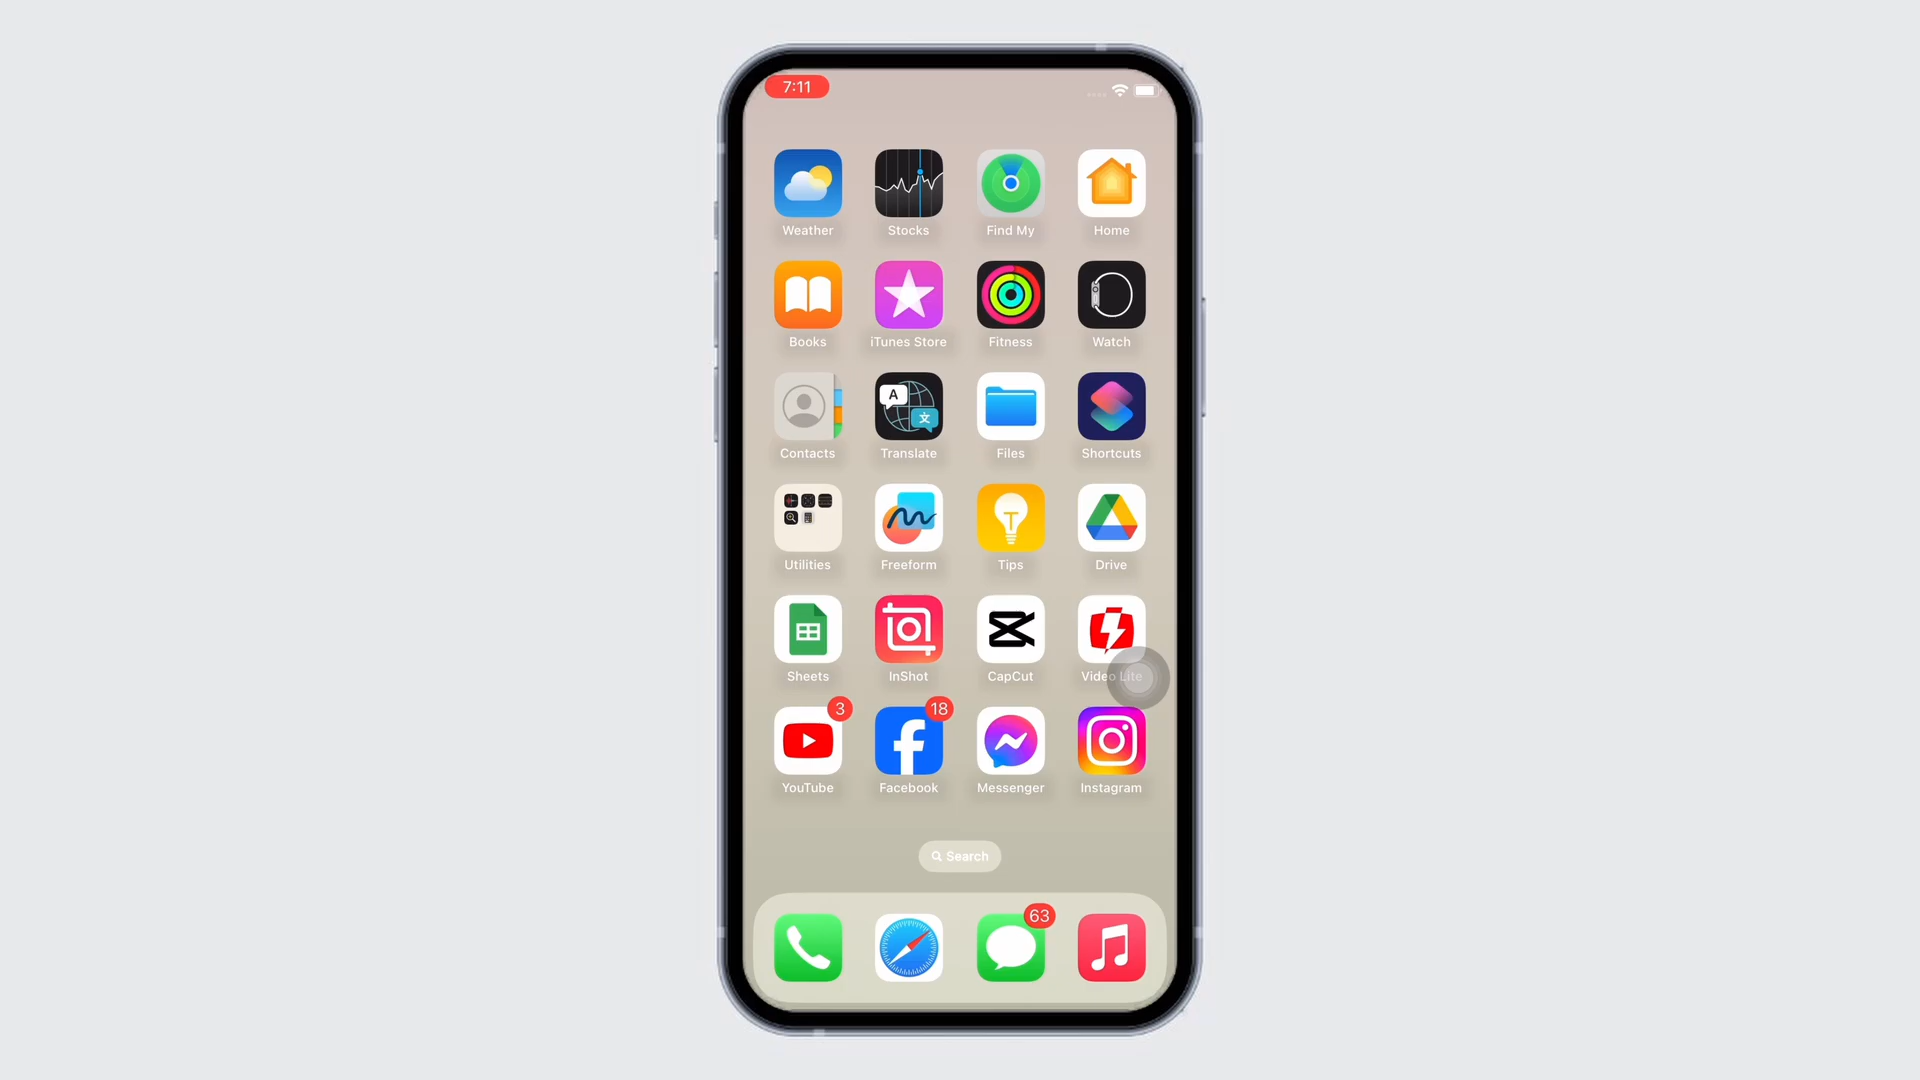 7:11
Weather Stocks Find My Home
Books iTunes Store Fitness Watch
A
文
Contacts Translate Files Shortcuts
T
Utilities Freeform Tips Drive
Sheets InShot CapCut Video Lite
3 18
YouTube Facebook Messenger Instagram
Search
63